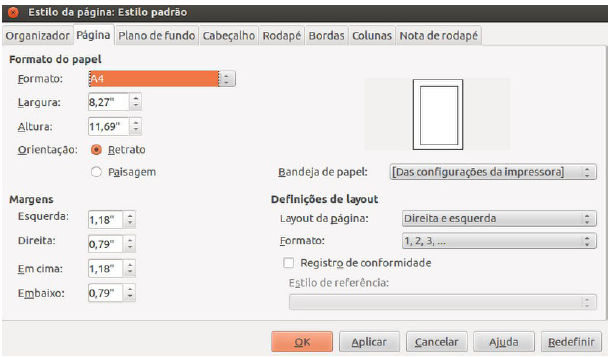 Estilo da página: Estilo padrão
Organizador Página Plano de fundo Cabeçalho Rodapé Bordas Colunas Nota de rodapé
Formato do papel
Formato: A4
Largura: 8,27"
Altura: 11,69"
Orientação: Retrato
Paisagem
Bandeja de papel: [Das configurações da impressora]
Margens
Esquerda: 1,18"
Direita: 0,79"
Em cima: 1,18"
Embaixo: 0,79"
Definições de layout
Layout da página: Direita e esquerda
Formato: 1, 2, 3, ...
Registro de conformidade
Estilo de referência:
OK Aplicar Cancelar Ajuda Redefinir